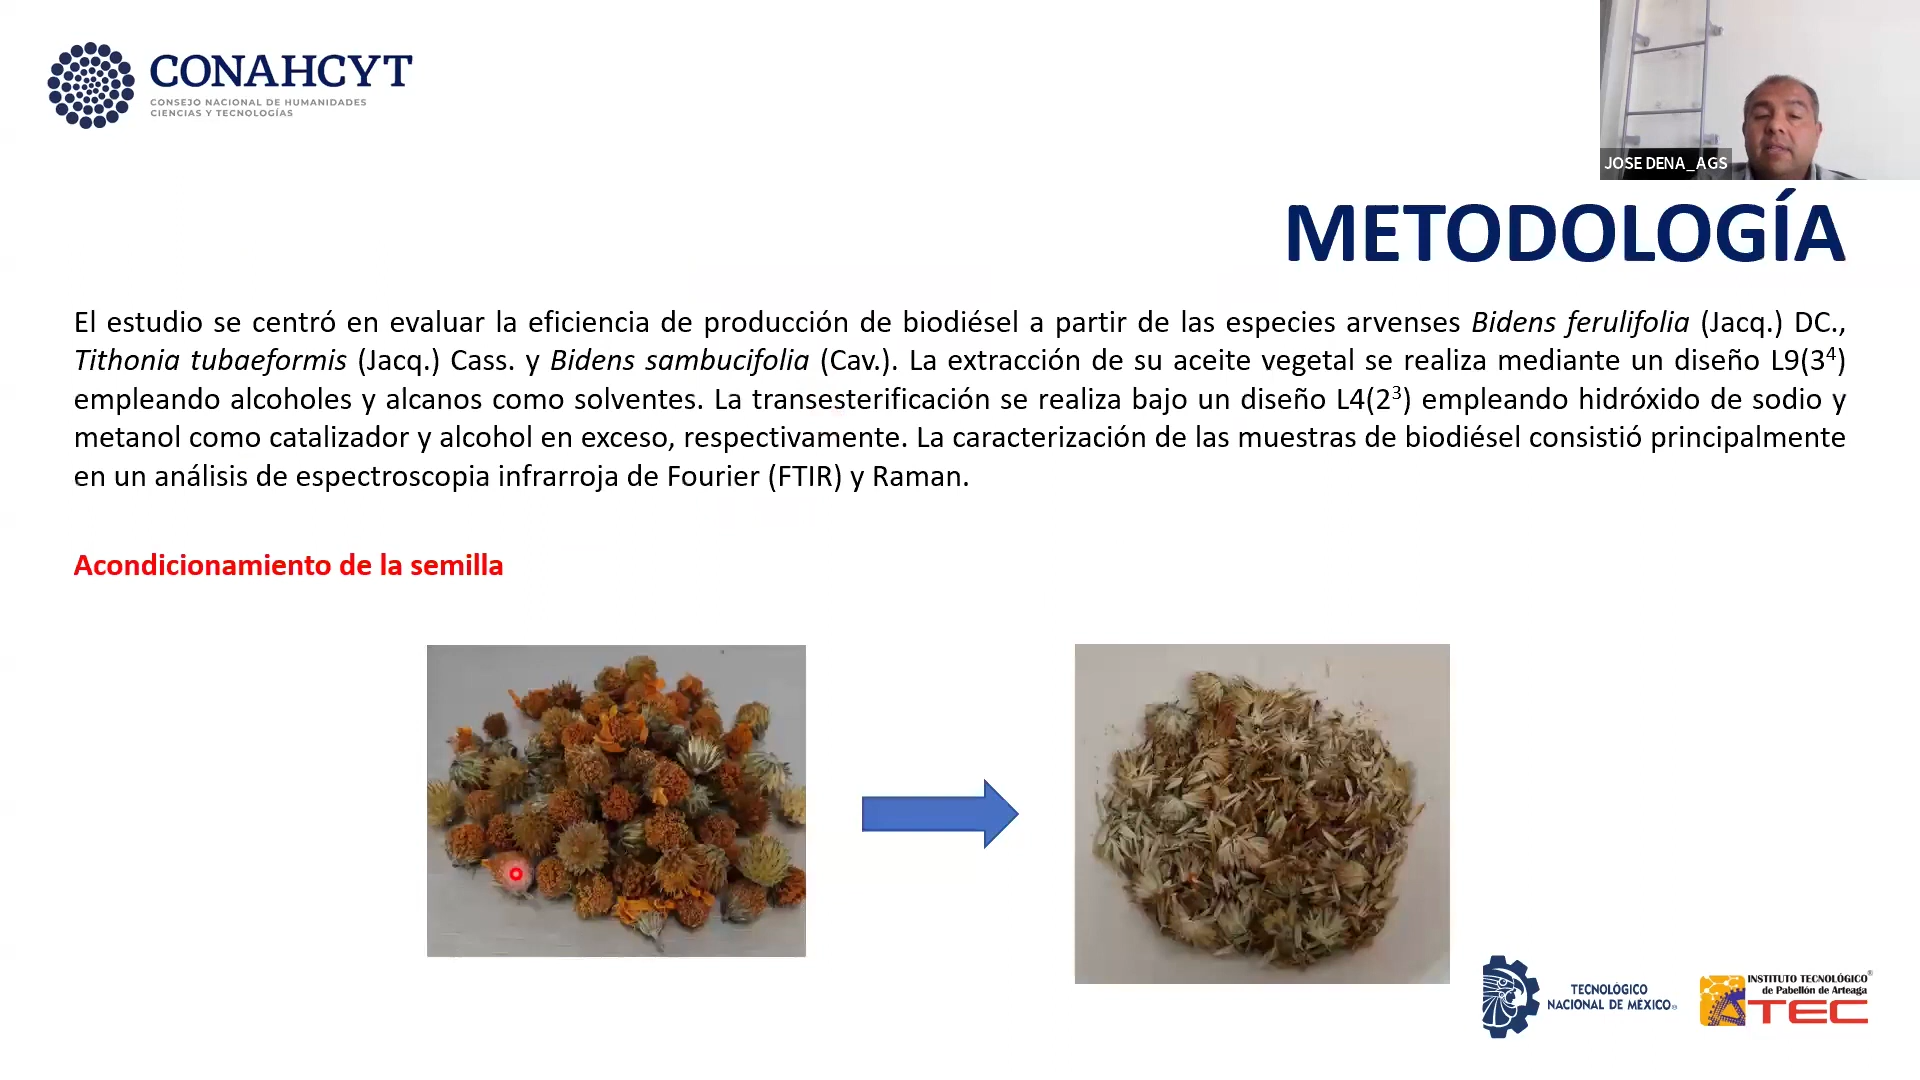 CONAHCYT
CONSEJO NACIONAL DE HUMANIDADES
CIENCIAS Y TECNOLOGÍAS
JOSE DENA_AGS
METODOLOGÍA
El estudio se centró en evaluar la eficiencia de producción de biodiésel a partir de las especies arvenses Bidens ferulifolia (Jacq.) DC.,
Tithonia tubaeformis (Jacq.) Cass. y Bidens sambucifolia (Cav.). La extracción de su aceite vegetal se realiza mediante un diseño L9(3⁴)
empleando alcoholes y alcanos como solventes. La transesterificación se realiza bajo un diseño L4(2³) empleando hidróxido de sodio y
metanol como catalizador y alcohol en exceso, respectivamente. La caracterización de las muestras de biodiésel consistió principalmente
en un análisis de espectroscopia infrarroja de Fourier (FTIR) y Raman.
Acondicionamiento de la semilla
TECNOLÓGICO
NACIONAL DE MÉXICO®
INSTITUTO TECNOLÓGICO®
de Pabellón de Arteaga
TEC